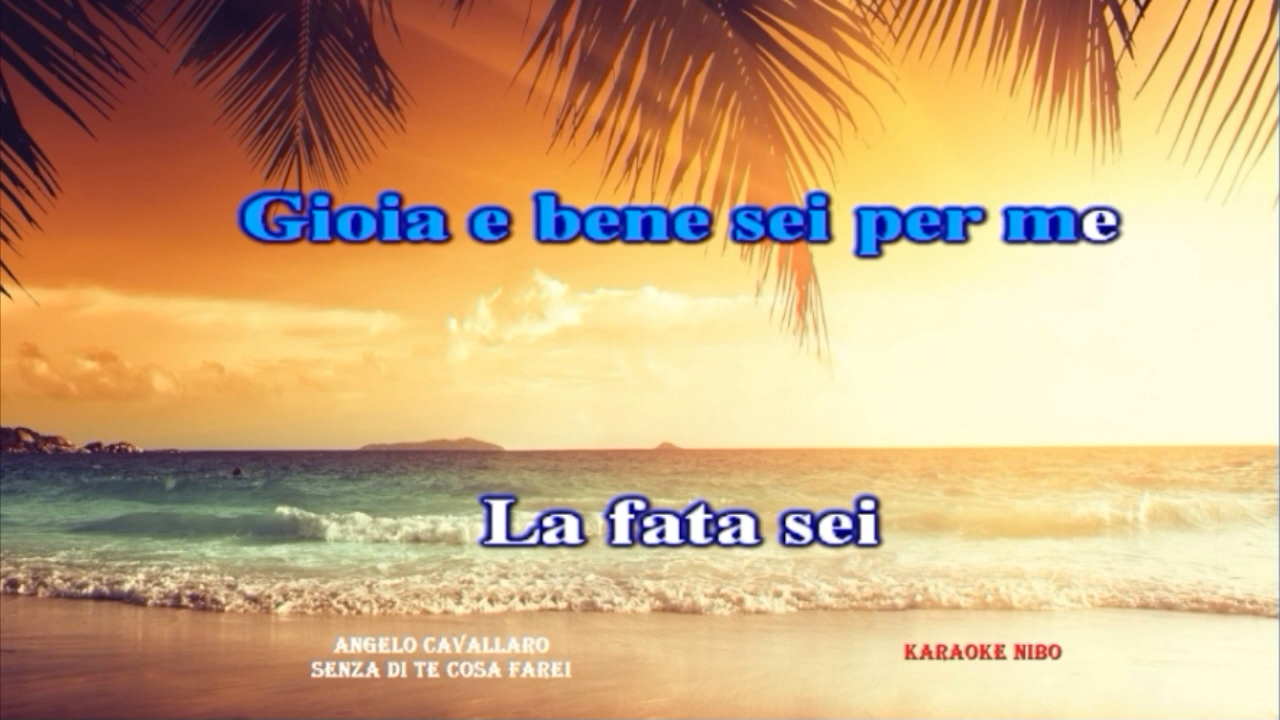 Gioia e bene sei per me
La fata sei
ANGELO CAVALLARO
SENZA DI TE COSA FAREI
KARAOKE NIBO